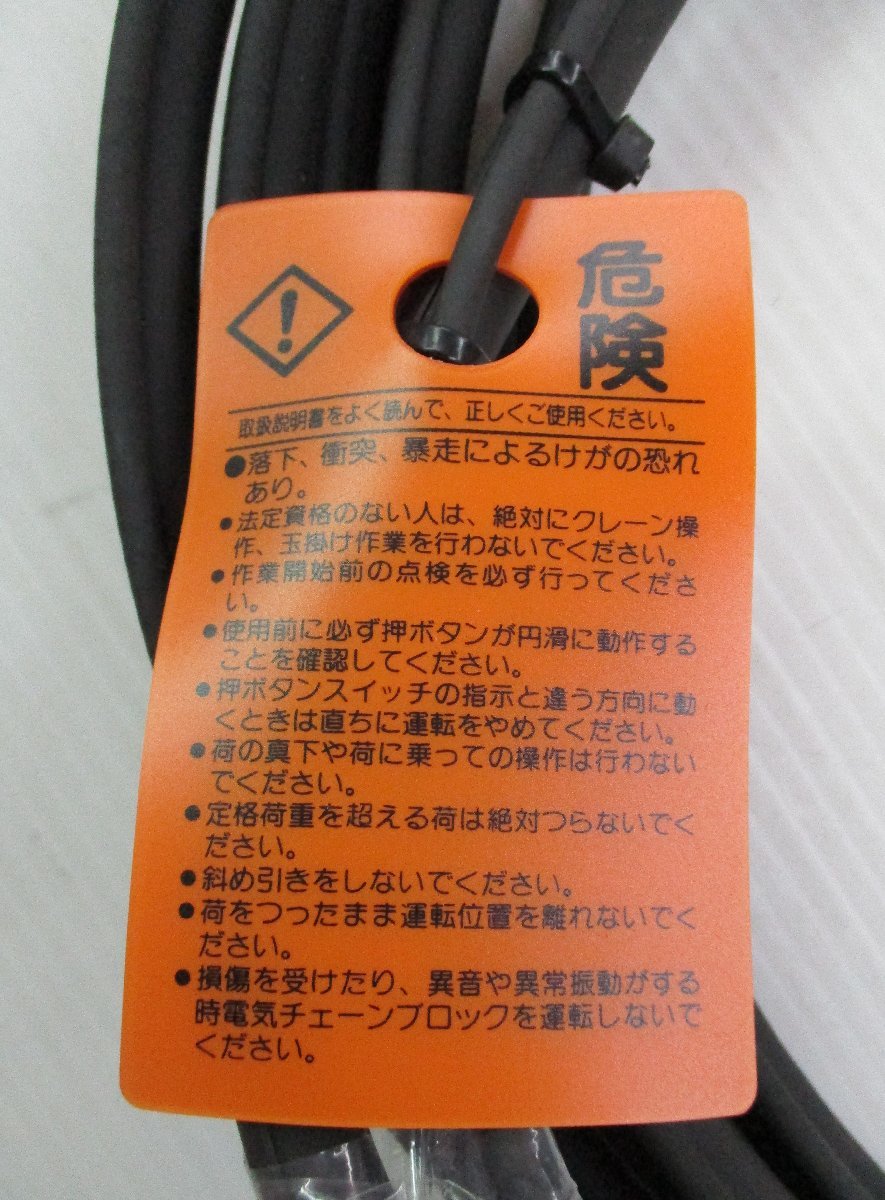 危険
取扱説明書をよく読んで、正しくご使用ください。
●落下、衝突、暴走によるけがの恐れ
あり。
●法定資格のない人は、絶対にクレーン操
作、玉掛け作業を行わないでください。
●作業開始前の点検を必ず行ってくださ
い。
●使用前に必ず押ボタンが円滑に動作する
ことを確認してください。
●押ボタンスイッチの指示と違う方向に動
くときは直ちに運転をやめてください。
●荷の真下や荷に乗っての操作は行わない
でください。
●定格荷重を超える荷は絶対つらないでく
ださい。
●斜め引きをしないでください。
●荷をつったまま運転位置を離れないでく
ださい。
●損傷を受けたり、異音や異常振動がする
時電気チェーンブロックを運転しないで
ください。